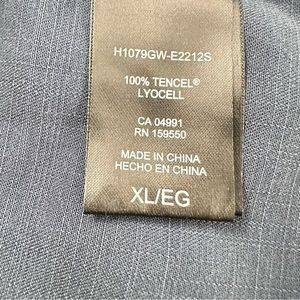 H1079GW-E2212S
100% TENCEL®
LYOCELL
CA 04991
RN 159550
MADE IN CHINA
HECHO EN CHINA
XL/EG